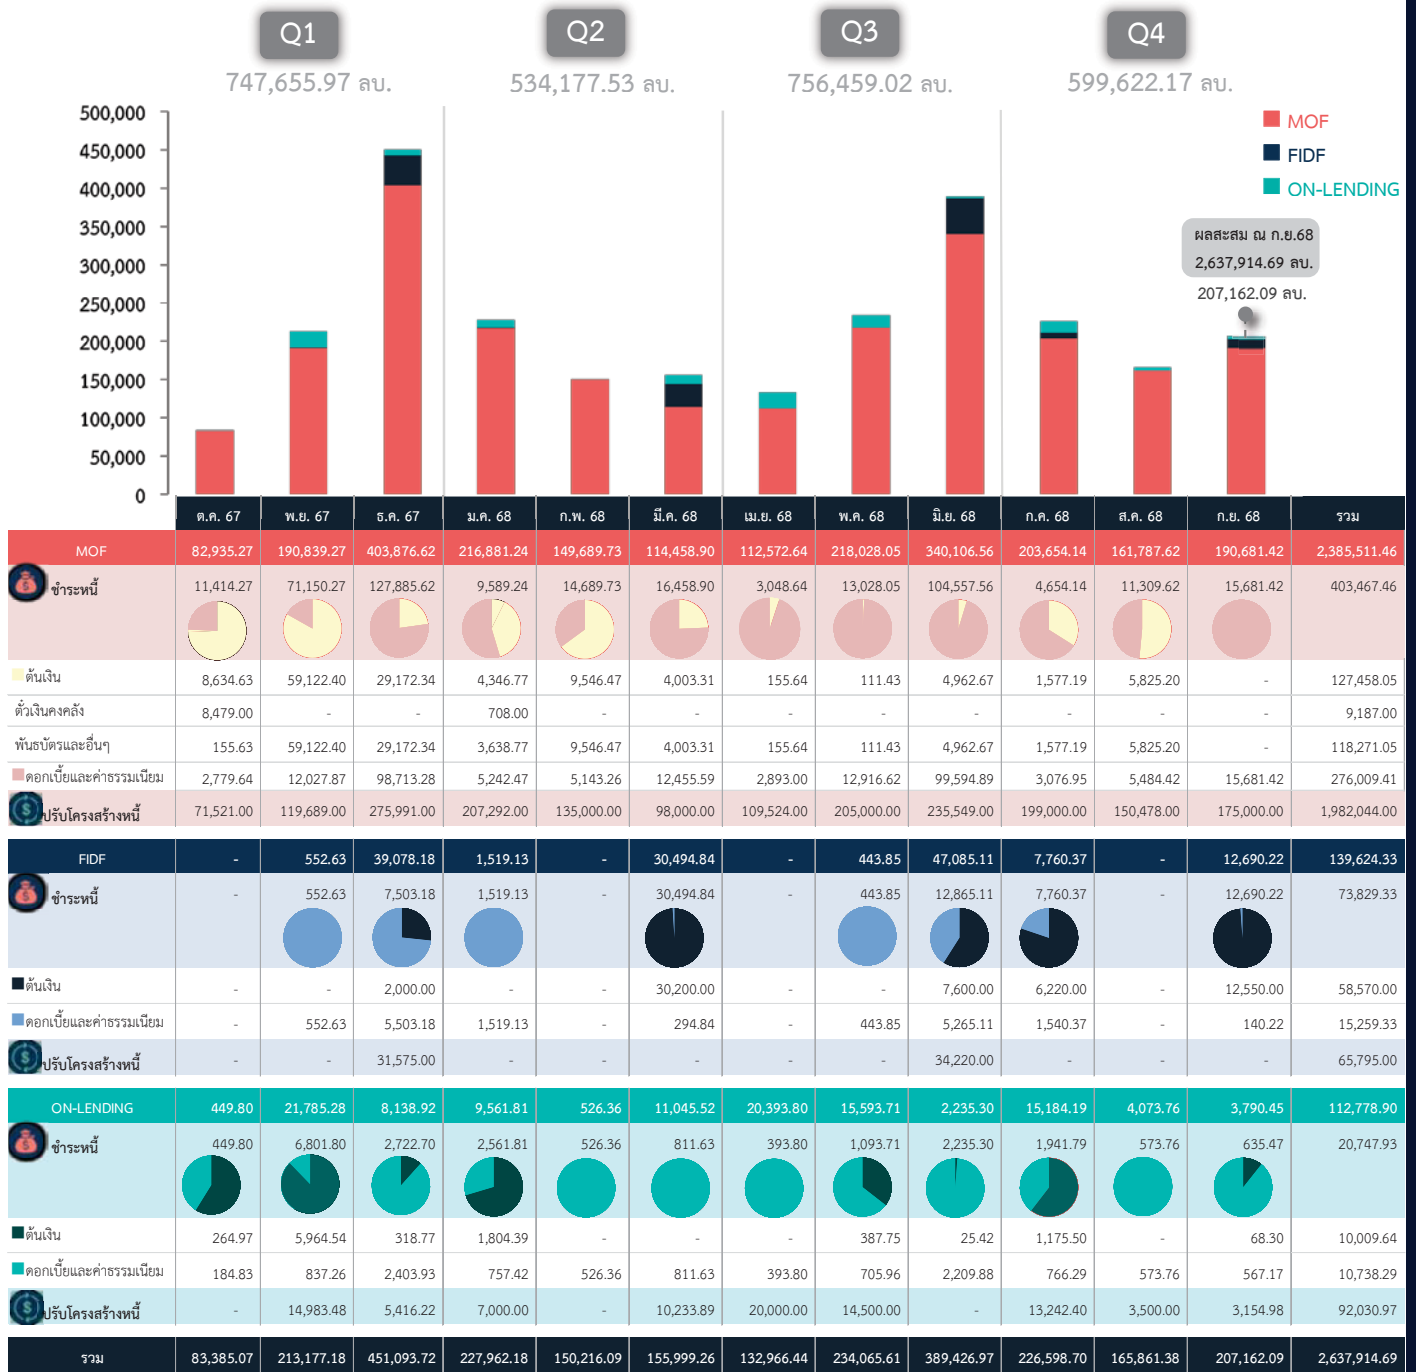 Q1 Q2 Q3 Q4
747,655.97 ลบ. 534,177.53 ลบ. 756,459.02 ลบ. 599,622.17 ลบ.
500,000
450,000
400,000
350,000
300,000
250,000
200,000
150,000
100,000
50,000
0
MOF
FIDF
ON-LENDING
ผลสะสม ณ ก.ย.68
2,637,914.69 ลบ.
207,162.09 ลบ.
ต.ค. 67 พ.ย. 67 ธ.ค. 67 ม.ค. 68 ก.พ. 68 มี.ค. 68 เม.ย. 68 พ.ค. 68 มิ.ย. 68 ก.ค. 68 ส.ค. 68 ก.ย. 68 รวม
MOF 82,935.27 190,839.27 403,876.62 216,881.24 149,689.73 114,458.90 112,572.64 218,028.05 340,106.56 203,654.14 161,787.62 190,681.42 2,385,511.46
ชำระหนี้ 11,414.27 71,150.27 127,885.62 9,589.24 14,689.73 16,458.90 3,048.64 13,028.05 104,557.56 4,654.14 11,309.62 15,681.42 403,467.46
ต้นเงิน 8,634.63 59,122.40 29,172.34 4,346.77 9,546.47 4,003.31 155.64 111.43 4,962.67 1,577.19 5,825.20 - 127,458.05
ตั๋วเงินคงคลัง 8,479.00 - - 708.00 - - - - - - - - 9,187.00
พันธบัตรและอื่นๆ 155.63 59,122.40 29,172.34 3,638.77 9,546.47 4,003.31 155.64 111.43 4,962.67 1,577.19 5,825.20 - 118,271.05
ดอกเบี้ยและค่าธรรมเนียม 2,779.64 12,027.87 98,713.28 5,242.47 5,143.26 12,455.59 2,893.00 12,916.62 99,594.89 3,076.95 5,484.42 15,681.42 276,009.41
ปรับโครงสร้างหนี้ 71,521.00 119,689.00 275,991.00 207,292.00 135,000.00 98,000.00 109,524.00 205,000.00 235,549.00 199,000.00 150,478.00 175,000.00 1,982,044.00
FIDF - 552.63 39,078.18 1,519.13 - 30,494.84 - 443.85 47,085.11 7,760.37 - 12,690.22 139,624.33
ชำระหนี้ - 552.63 7,503.18 1,519.13 - 30,494.84 - 443.85 12,865.11 7,760.37 - 12,690.22 73,829.33
ต้นเงิน - - 2,000.00 - - 30,200.00 - - 7,600.00 6,220.00 - 12,550.00 58,570.00
ดอกเบี้ยและค่าธรรมเนียม - 552.63 5,503.18 1,519.13 - 294.84 - 443.85 5,265.11 1,540.37 - 140.22 15,259.33
ปรับโครงสร้างหนี้ - - 31,575.00 - - - - - 34,220.00 - - - 65,795.00
ON-LENDING 449.80 21,785.28 8,138.92 9,561.81 526.36 11,045.52 20,393.80 15,593.71 2,235.30 15,184.19 4,073.76 3,790.45 112,778.90
ชำระหนี้ 449.80 6,801.80 2,722.70 2,561.81 526.36 811.63 393.80 1,093.71 2,235.30 1,941.79 573.76 635.47 20,747.93
ต้นเงิน 264.97 5,964.54 318.77 1,804.39 - - - 387.75 25.42 1,175.50 - 68.30 10,009.64
ดอกเบี้ยและค่าธรรมเนียม 184.83 837.26 2,403.93 757.42 526.36 811.63 393.80 705.96 2,209.88 766.29 573.76 567.17 10,738.29
ปรับโครงสร้างหนี้ - 14,983.48 5,416.22 7,000.00 - 10,233.89 20,000.00 14,500.00 - 13,242.40 3,500.00 3,154.98 92,030.97
รวม 83,385.07 213,177.18 451,093.72 227,962.18 150,216.09 155,999.26 132,966.44 234,065.61 389,426.97 226,598.70 165,861.38 207,162.09 2,637,914.69